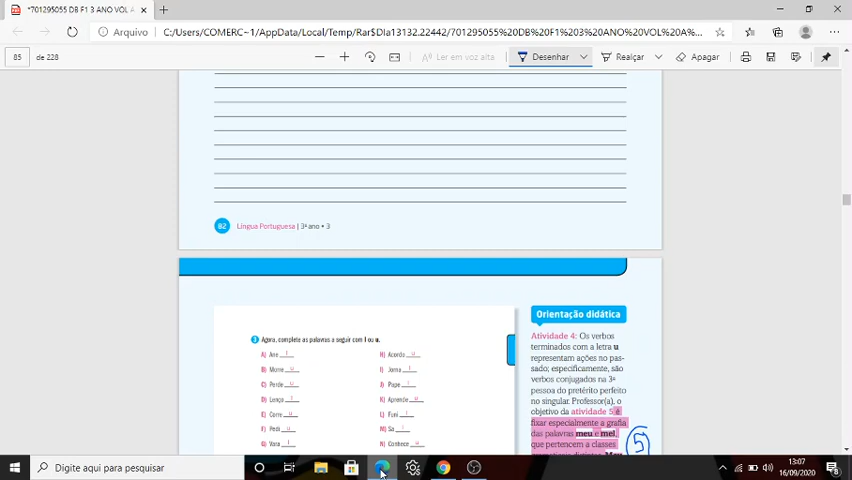 *701295055 DB F1 3 ANO VOL A
Arquivo
C:/Users/COMERC~1/AppData/Local/Temp/Rar$DIa13132.22442/701295055%20DB%20F1%203%20ANO%20VOL%20A%...
85 de 228
Ler em voz alta
Desenhar
Realçar
Apagar
82 Língua Portuguesa | 3º ano • 3
Orientação didática
Atividade 4: Os verbos
terminados com a letra u
representam ações no pas-
sado; especificamente, são
verbos conjugados na 3ª
pessoa do pretérito perfeito
no singular. Professor(a), o
objetivo da atividade 5 é
fixar especialmente a grafia
das palavras meu e mel,
que pertencem a classes
5
3 Agora, complete as palavras a seguir com l ou u.
A) Ane l
B) Morre u
C) Perde u
D) Lenço l
E) Corre u
F) Pedi u
G) Vara l
H) Acordo u
I) Jorna l
J) Pape l
K) Aprende u
L) Funi l
M) Sa l
N) Conhece u
Digite aqui para pesquisar
13:07
16/09/2020
8